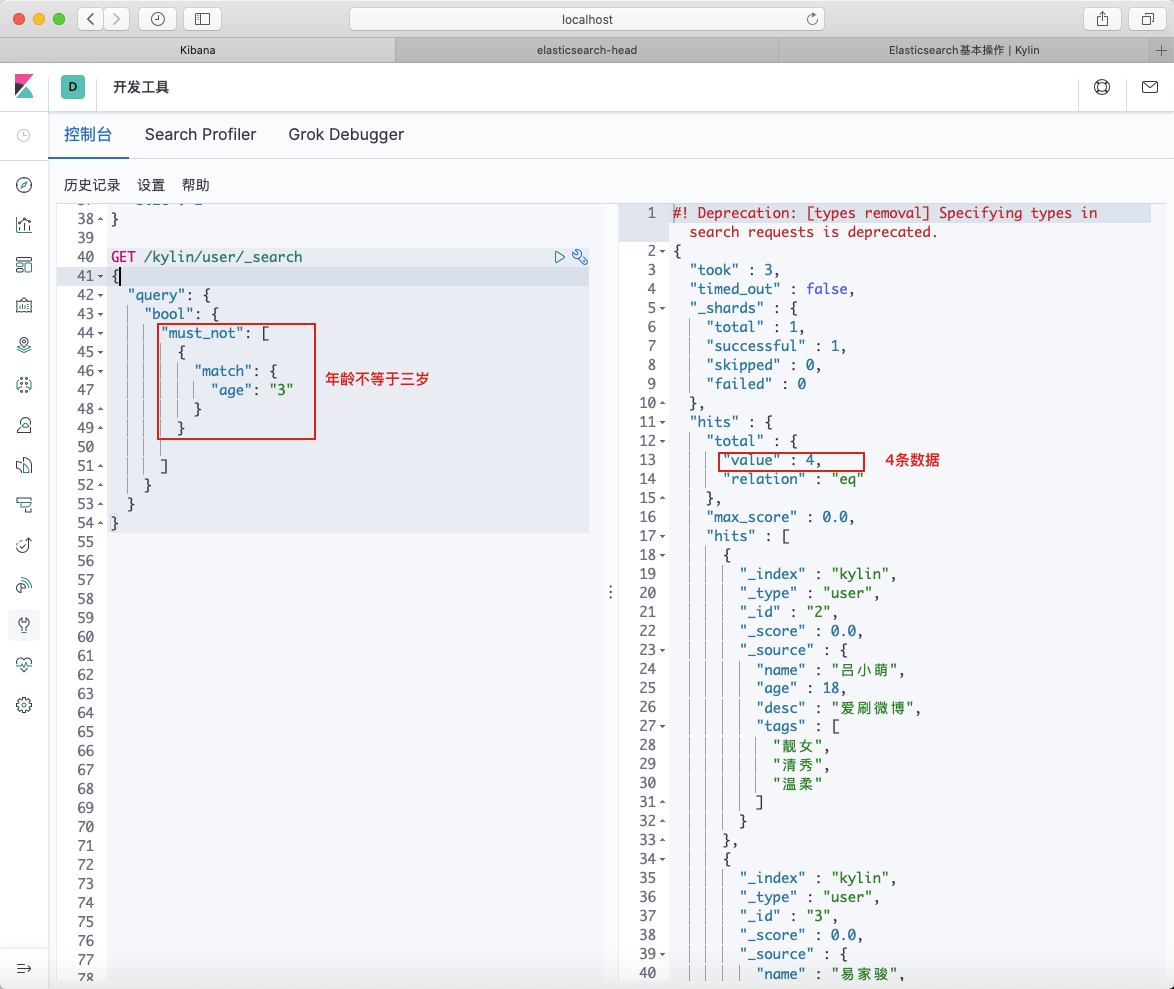 localhost
Kibana
elasticsearch-head
Elasticsearch基本操作 | Kylin
D
开发工具
控制台
Search Profiler
Grok Debugger
历史记录
设置
帮助
38 }
39
40 GET /kylin/user/_search
41 {
42 "query": {
43 "bool": {
44 "must_not": [
45 {
46 "match": {
47 "age": "3"
48 }
49 }
50
51 ]
52 }
53 }
54 }
55
56
57
58
59
60
61
62
63
64
65
66
67
68
69
70
71
72
73
74
75
76
77
78
年龄不等于三岁
1 #! Deprecation: [types removal] Specifying types in
search requests is deprecated.
2 {
3 "took" : 3,
4 "timed_out" : false,
5 "_shards" : {
6 "total" : 1,
7 "successful" : 1,
8 "skipped" : 0,
9 "failed" : 0
10 },
11 "hits" : {
12 "total" : {
13 "value" : 4,
14 "relation" : "eq"
15 },
16 "max_score" : 0.0,
17 "hits" : [
18 {
19 "_index" : "kylin",
20 "_type" : "user",
21 "_id" : "2",
22 "_score" : 0.0,
23 "_source" : {
24 "name" : "吕小萌",
25 "age" : 18,
26 "desc" : "爱刷微博",
27 "tags" : [
28 "靓女",
29 "清秀",
30 "温柔"
31 ]
32 }
33 },
34 {
35 "_index" : "kylin",
36 "_type" : "user",
37 "_id" : "3",
38 "_score" : 0.0,
39 "_source" : {
40 "name" : "易家骏",
4条数据